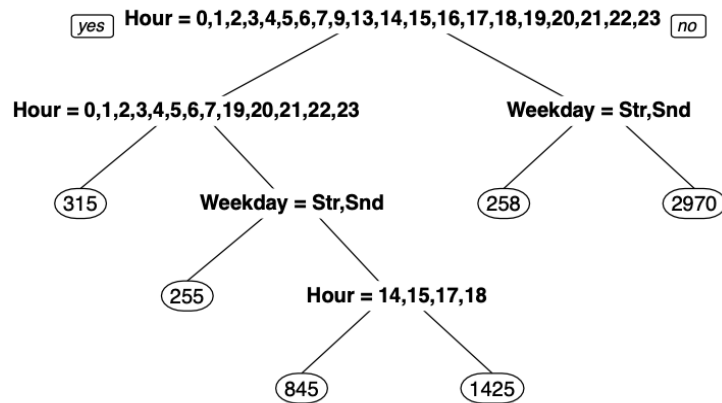 yes Hour = 0,1,2,3,4,5,6,7,9,13,14,15,16,17,18,19,20,21,22,23 no
Hour = 0,1,2,3,4,5,6,7,19,20,21,22,23 Weekday = Str,Snd
315 Weekday = Str,Snd 258 2970
255 Hour = 14,15,17,18
845 1425